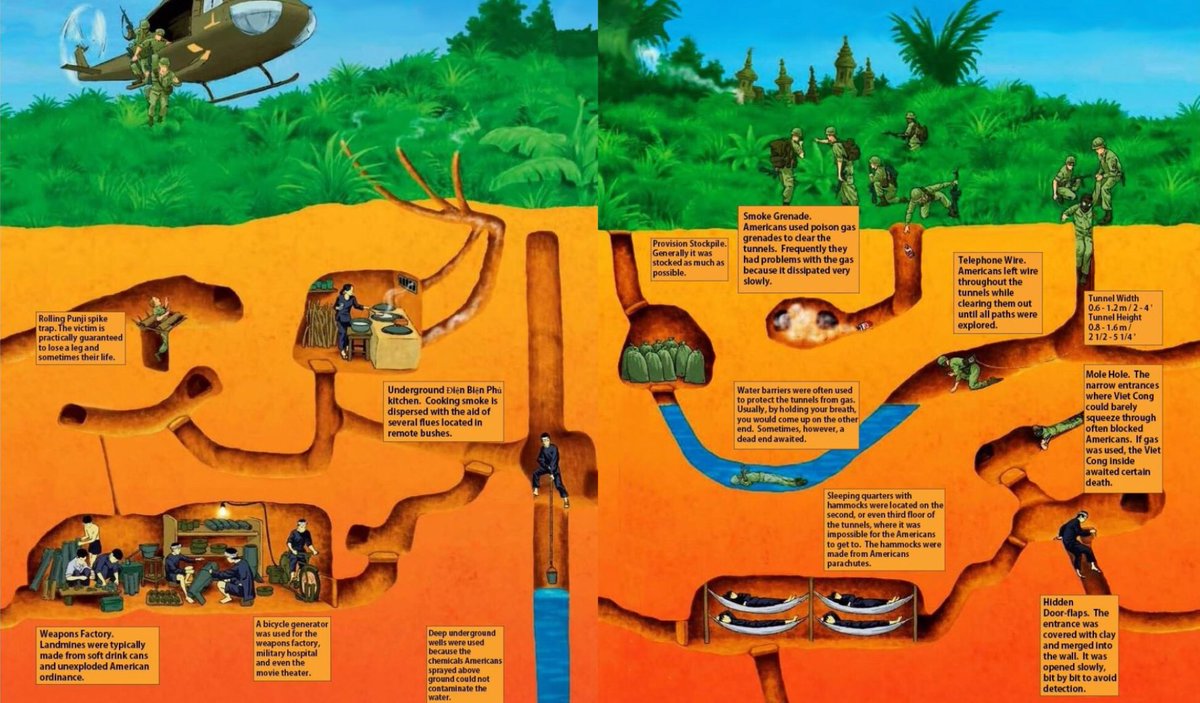 Rolling Punji spike
trap. The victim is
practically guaranteed
to lose a leg and
sometimes their life.
Underground Điện Biên Phủ
kitchen. Cooking smoke is
dispersed with the aid of
several flues located in
remote bushes.
Weapons Factory.
Landmines were typically
made from soft drink cans
and unexploded American
ordinance.
A bicycle generator
was used for the
weapons factory,
military hospital
and even the
movie theater.
Deep underground
wells were used
because the
chemicals Americans
sprayed above
ground could not
contaminate the
water.
Provision Stockpile.
Generally it was
stocked as much as
possible.
Smoke Grenade.
Americans used poison gas
grenades to clear the
tunnels. Frequently they
had problems with the gas
because it dissipated very
slowly.
Telephone Wire.
Americans left wire
throughout the
tunnels while
clearing them out
until all paths were
explored.
Tunnel Width
0.6 - 1.2 m / 2 - 4 '
Tunnel Height
0.8 - 1.6 m /
2 1/2 - 5 1/4 '
Water barriers were often used
to protect the tunnels from gas.
Usually, by holding your breath,
you would come up on the other
end. Sometimes, however, a
dead end awaited.
Mole Hole. The
narrow entrances
where Viet Cong
could barely
squeeze through
often blocked
Americans. If gas
was used, the Viet
Cong inside
awaited certain
death.
Sleeping quarters with
hammocks were located on the
second, or even third floor of
the tunnels, where it was
impossible for the Americans
to get to. The hammocks were
made from Americans
parachutes.
Hidden
Door-flaps. The
entrance was
covered with clay
and merged into
the wall. It was
opened slowly,
bit by bit to avoid
detection.